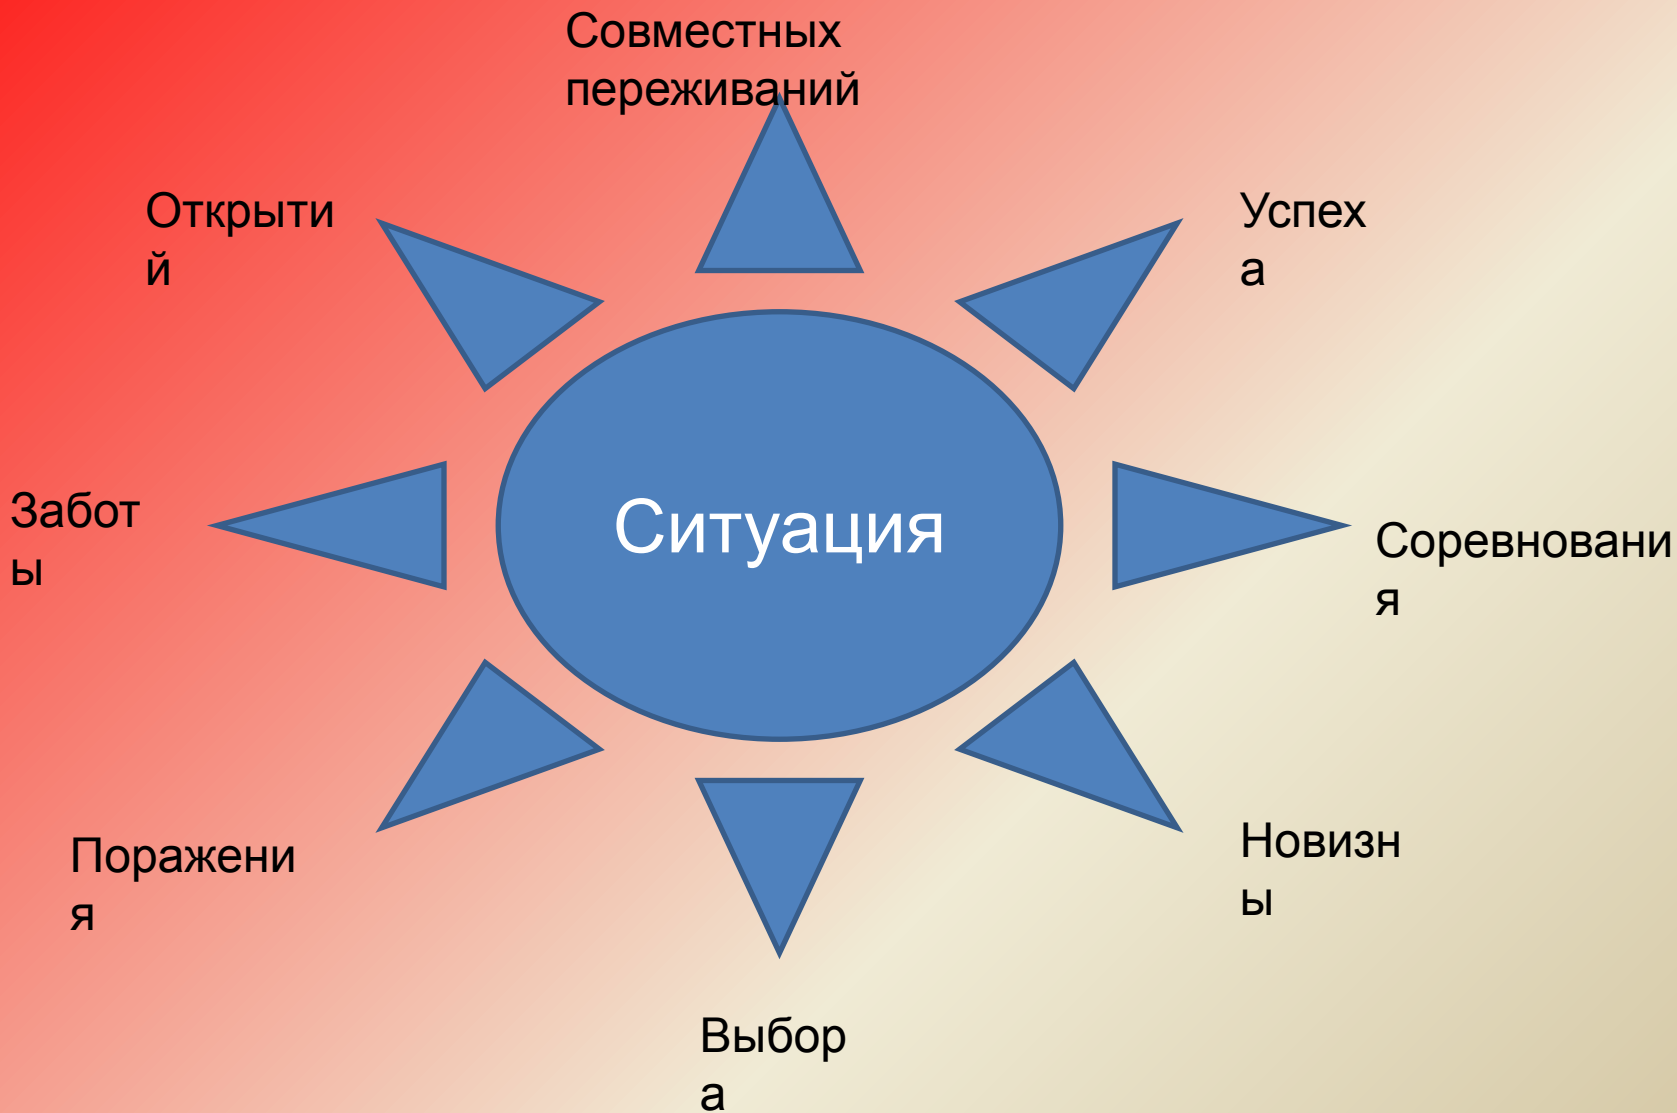 Совместных
переживаний
Открыти
й
Успех
а
Забот
ы
Ситуация
Соревновани
я
Поражени
я
Новизн
ы
Выбор
а